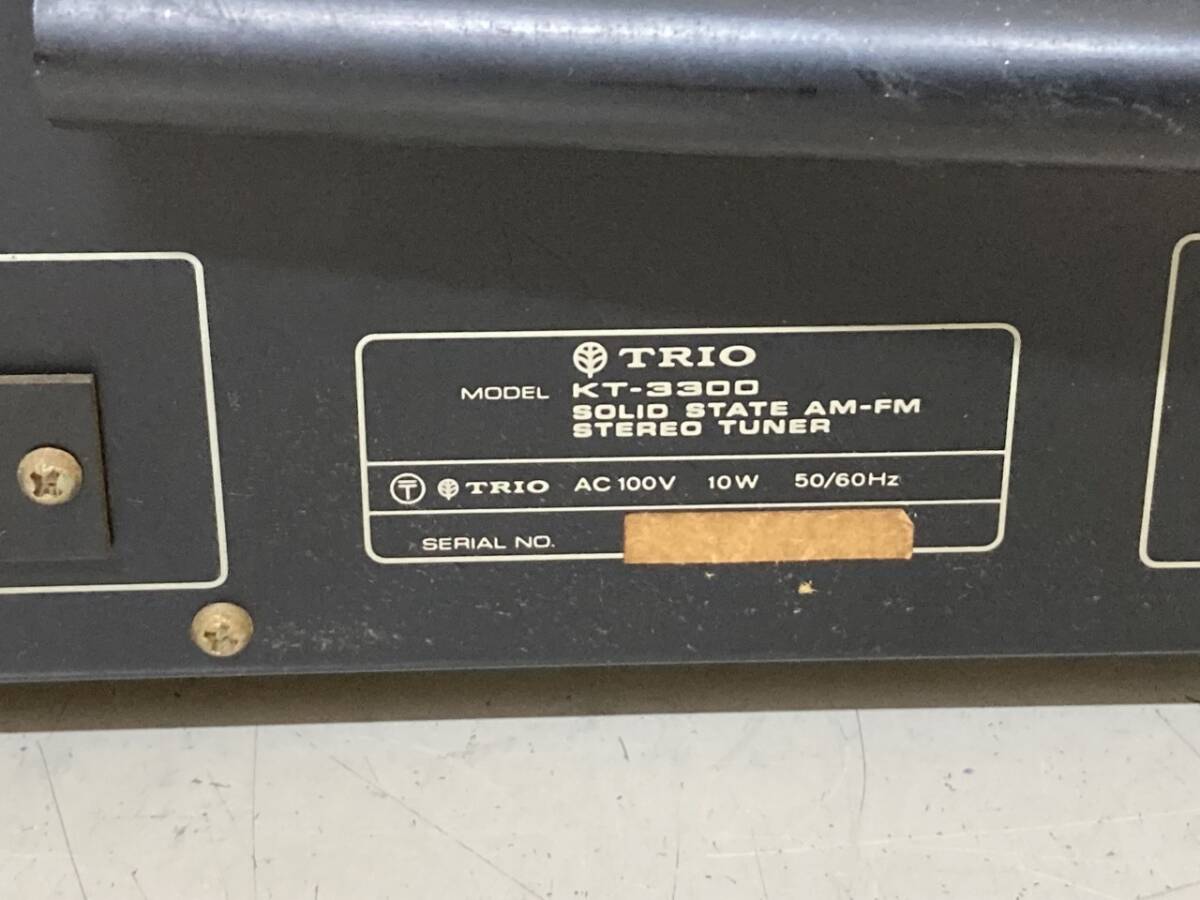 TRIO
MODEL KT-3300
SOLID STATE AM-FM
STEREO TUNER
〒 TRIO AC 100V 10W 50/60Hz
SERIAL NO.